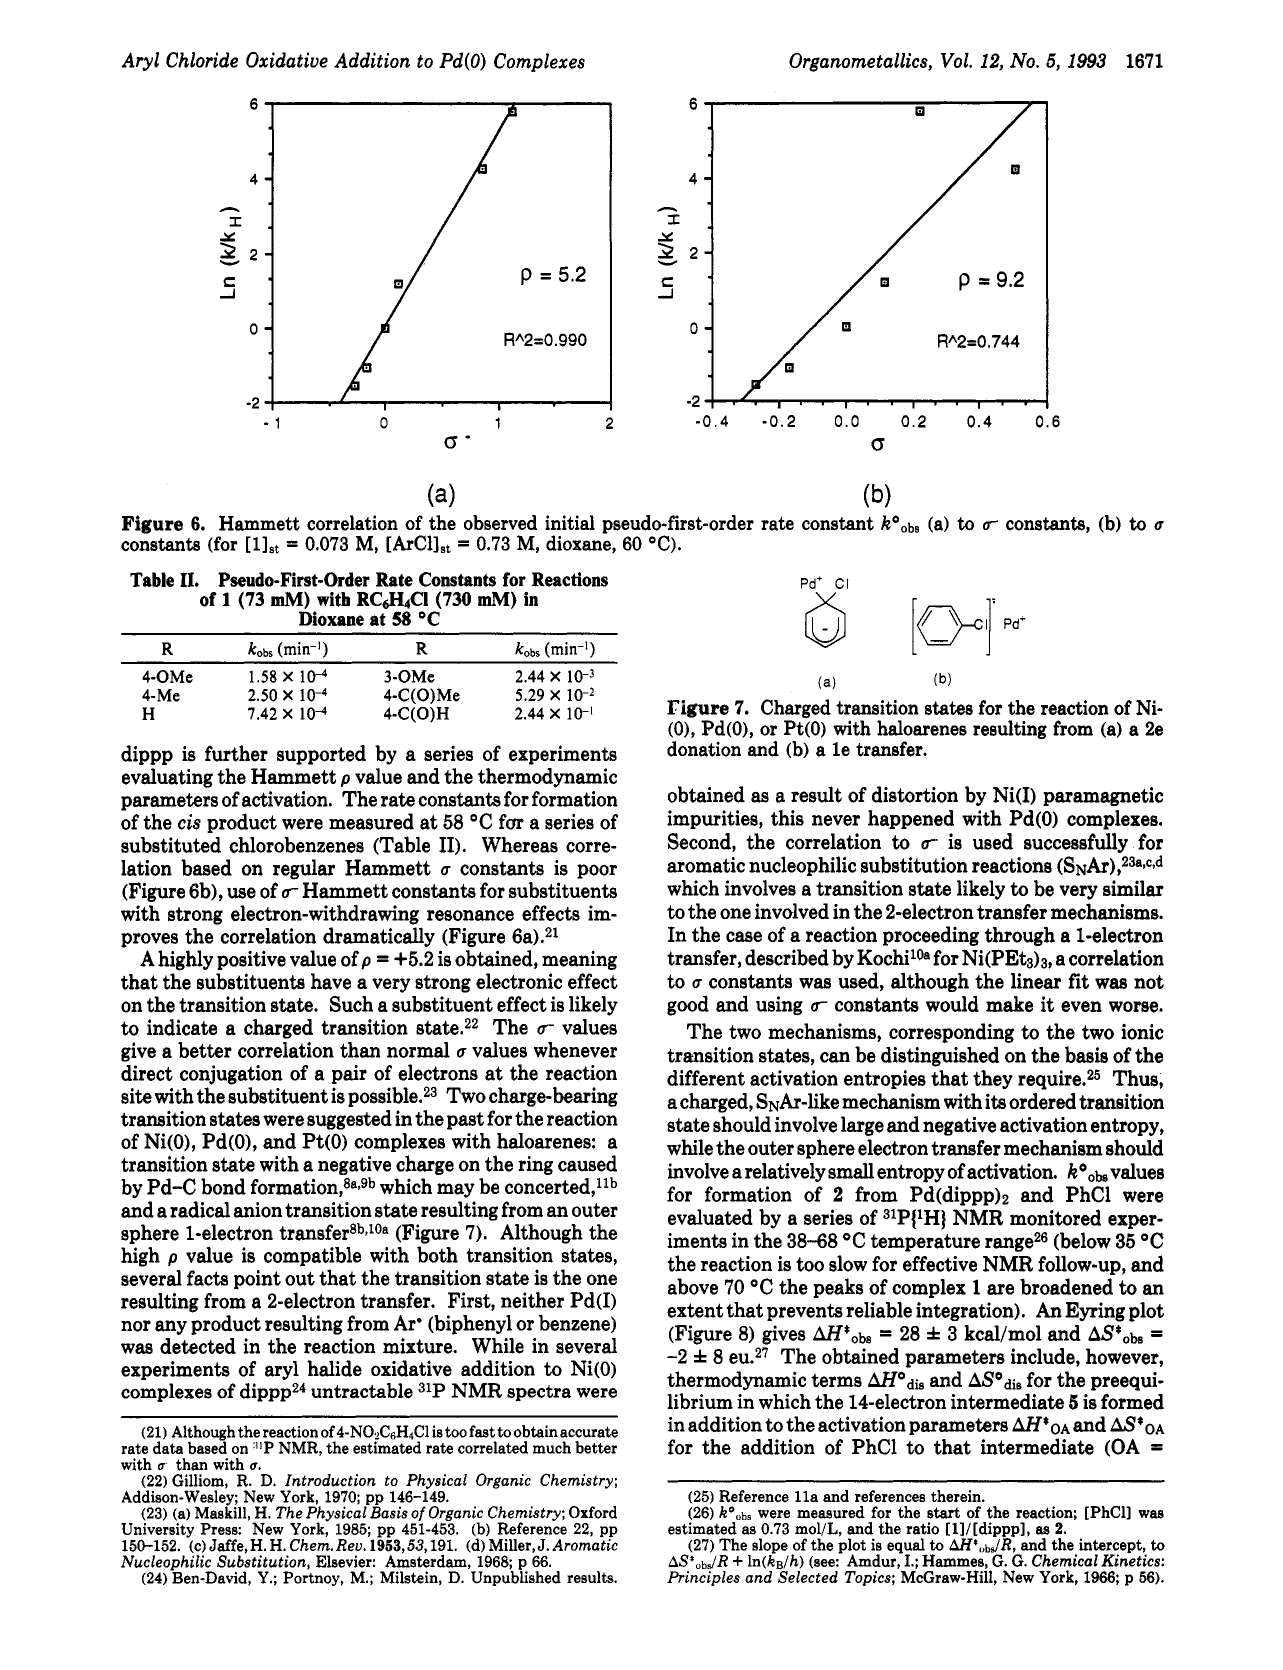 Aryl Chloride Oxidative Addition to Pd(0) Complexes
Organometallics, Vol. 12, No. 5, 1993 1671
6
4
2
0
-2
Ln (k/k H)
ρ = 5.2
R^2=0.990
-1 0 1 2
σ -
(a)
6
4
2
0
-2
Ln (k/k H)
ρ = 9.2
R^2=0.744
-0.4 -0.2 0.0 0.2 0.4 0.6
σ
(b)
Figure 6. Hammett correlation of the observed initial pseudo-first-order rate constant k°obs (a) to σ- constants, (b) to σ
constants (for [1]st = 0.073 M, [ArCl]st = 0.73 M, dioxane, 60 °C).
Table II. Pseudo-First-Order Rate Constants for Reactions
of 1 (73 mM) with RC6H4Cl (730 mM) in
Dioxane at 58 °C
R kobs (min-1) R kobs (min-1)
4-OMe 1.58 × 10-4 3-OMe 2.44 × 10-3
4-Me 2.50 × 10-4 4-C(O)Me 5.29 × 10-2
H 7.42 × 10-4 4-C(O)H 2.44 × 10-1
dippp is further supported by a series of experiments
evaluating the Hammett ρ value and the thermodynamic
parameters of activation. The rate constants for formation
of the cis product were measured at 58 °C for a series of
substituted chlorobenzenes (Table II). Whereas corre-
lation based on regular Hammett σ constants is poor
(Figure 6b), use of σ- Hammett constants for substituents
with strong electron-withdrawing resonance effects im-
proves the correlation dramatically (Figure 6a).21
A highly positive value of ρ = +5.2 is obtained, meaning
that the substituents have a very strong electronic effect
on the transition state. Such a substituent effect is likely
to indicate a charged transition state.22 The σ- values
give a better correlation than normal σ values whenever
direct conjugation of a pair of electrons at the reaction
site with the substituent is possible.23 Two charge-bearing
transition states were suggested in the past for the reaction
of Ni(0), Pd(0), and Pt(0) complexes with haloarenes: a
transition state with a negative charge on the ring caused
by Pd–C bond formation,8a,9b which may be concerted,11b
and a radical anion transition state resulting from an outer
sphere 1-electron transfer8b,10a (Figure 7). Although the
high ρ value is compatible with both transition states,
several facts point out that the transition state is the one
resulting from a 2-electron transfer. First, neither Pd(I)
nor any product resulting from Ar• (biphenyl or benzene)
was detected in the reaction mixture. While in several
experiments of aryl halide oxidative addition to Ni(0)
complexes of dippp24 untractable 31P NMR spectra were
(21) Although the reaction of 4-NO2C6H4Cl is too fast to obtain accurate
rate data based on 31P NMR, the estimated rate correlated much better
with σ- than with σ.
(22) Gilliom, R. D. Introduction to Physical Organic Chemistry;
Addison-Wesley; New York, 1970; pp 146–149.
(23) (a) Maskill, H. The Physical Basis of Organic Chemistry; Oxford
University Press: New York, 1985; pp 451-453. (b) Reference 22, pp
150–152. (c) Jaffe, H. H. Chem. Rev. 1953, 53, 191. (d) Miller, J. Aromatic
Nucleophilic Substitution, Elsevier: Amsterdam, 1968; p 66.
(24) Ben-David, Y.; Portnoy, M.; Milstein, D. Unpublished results.
Pd+ Cl
-
(a)
Cl
Pd+
(b)
Figure 7. Charged transition states for the reaction of Ni-
(0), Pd(0), or Pt(0) with haloarenes resulting from (a) a 2e
donation and (b) a 1e transfer.
obtained as a result of distortion by Ni(I) paramagnetic
impurities, this never happened with Pd(0) complexes.
Second, the correlation to σ- is used successfully for
aromatic nucleophilic substitution reactions (SNAr),23a,c,d
which involves a transition state likely to be very similar
to the one involved in the 2-electron transfer mechanisms.
In the case of a reaction proceeding through a 1-electron
transfer, described by Kochi10a for Ni(PEt3)3, a correlation
to σ constants was used, although the linear fit was not
good and using σ- constants would make it even worse.
The two mechanisms, corresponding to the two ionic
transition states, can be distinguished on the basis of the
different activation entropies that they require.25 Thus,
a charged, SNAr-like mechanism with its ordered transition
state should involve large and negative activation entropy,
while the outer sphere electron transfer mechanism should
involve a relatively small entropy of activation. k°obs values
for formation of 2 from Pd(dippp)2 and PhCl were
evaluated by a series of 31P{1H} NMR monitored exper-
iments in the 38–68 °C temperature range26 (below 35 °C
the reaction is too slow for effective NMR follow-up, and
above 70 °C the peaks of complex 1 are broadened to an
extent that prevents reliable integration). An Eyring plot
(Figure 8) gives ΔH‡obs = 28 ± 3 kcal/mol and ΔS‡obs =
-2 ± 8 eu.27 The obtained parameters include, however,
thermodynamic terms ΔH°dis and ΔS°dis for the preequi-
librium in which the 14-electron intermediate 5 is formed
in addition to the activation parameters ΔH‡OA and ΔS‡OA
for the addition of PhCl to that intermediate (OA =
(25) Reference 11a and references therein.
(26) k°obs were measured for the start of the reaction; [PhCl] was
estimated as 0.73 mol/L, and the ratio [1]/[dippp], as 2.
(27) The slope of the plot is equal to ΔH‡obs/R, and the intercept, to
ΔS‡obs/R + ln(kB/h) (see: Amdur, I.; Hammes, G. G. Chemical Kinetics:
Principles and Selected Topics; McGraw-Hill, New York, 1966; p 56).